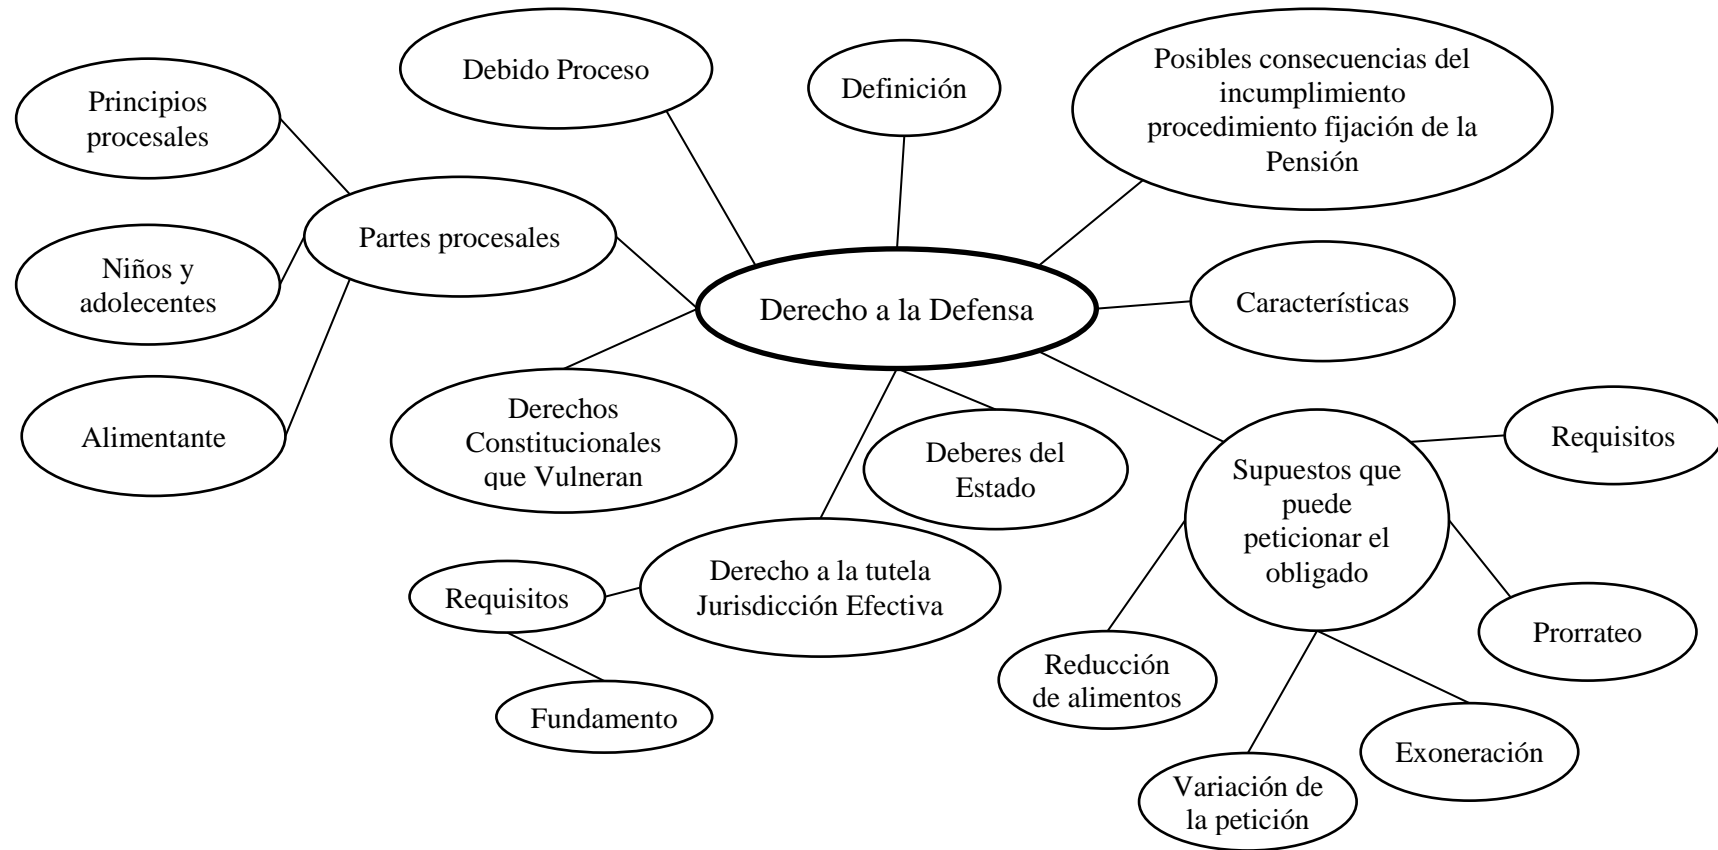 Debido Proceso
Definición
Posibles consecuencias del
incumplimiento
procedimiento fijación de la
Pensión
Principios
procesales
Partes procesales
Niños y
adolecentes
Derecho a la Defensa
Características
Alimentante
Derechos
Constitucionales
que Vulneran
Deberes del
Estado
Supuestos que
puede
peticionar el
obligado
Requisitos
Derecho a la tutela
Jurisdicción Efectiva
Requisitos
Fundamento
Reducción
de alimentos
Prorrateo
Exoneración
Variación de
la petición